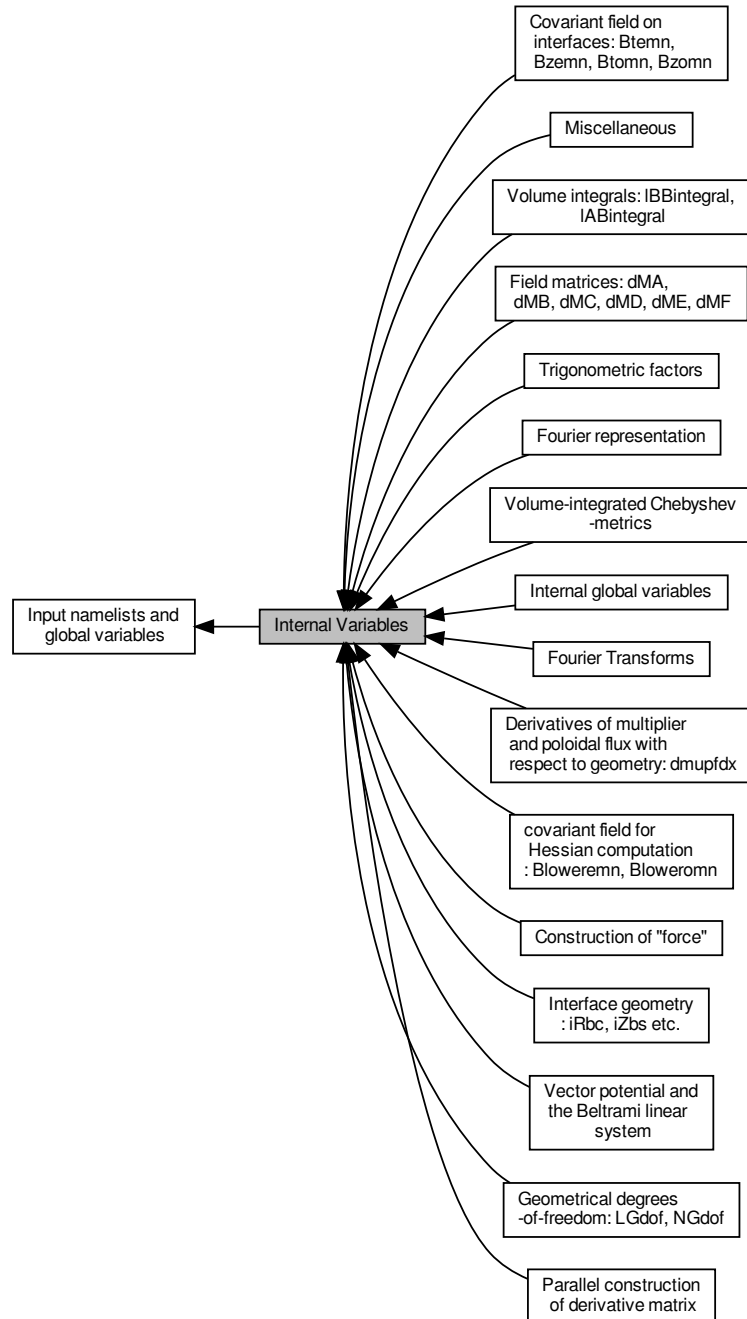 Covariant field on
interfaces: Btemn,
Bzemn, Btomn, Bzomn
Miscellaneous
Volume integrals: lBBintegral,
lABintegral
Field matrices: dMA,
dMB, dMC, dMD, dME, dMF
Trigonometric factors
Fourier representation
Volume-integrated Chebyshev
-metrics
Internal global variables
Input namelists and
global variables
Internal Variables
Fourier Transforms
Derivatives of multiplier
and poloidal flux with
respect to geometry: dmupfdx
covariant field for
Hessian computation
: Bloweremn, Bloweromn
Construction of "force"
Interface geometry
: iRbc, iZbs etc.
Vector potential and
the Beltrami linear
system
Geometrical degrees
-of-freedom: LGdof, NGdof
Parallel construction
of derivative matrix